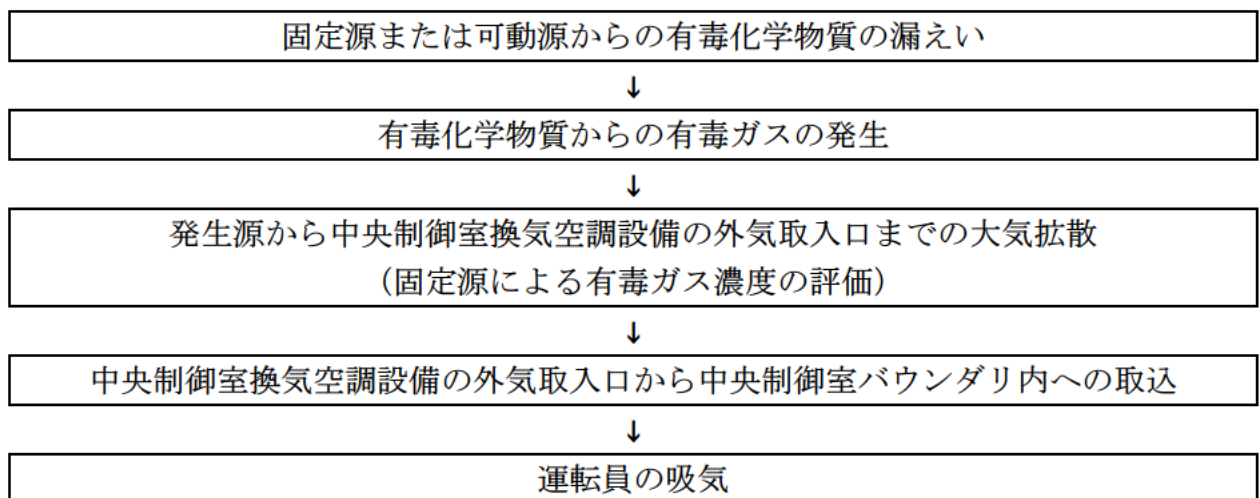 固定源または可動源からの有毒化学物質の漏えい
↓
有毒化学物質からの有毒ガスの発生
↓
発生源から中央制御室換気空調設備の外気取入口までの大気拡散
（固定源による有毒ガス濃度の評価）
↓
中央制御室換気空調設備の外気取入口から中央制御室バウンダリ内への取込
↓
運転員の吸気